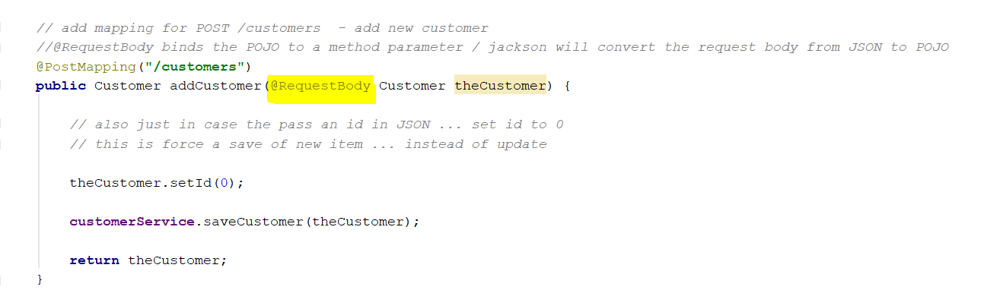 // add mapping for POST /customers  - add new customer
//@RequestBody binds the POJO to a method parameter / jackson will convert the request body from JSON to POJO
@PostMapping("/customers")
public Customer addCustomer(@RequestBody Customer theCustomer) {
// also just in case the pass an id in JSON ... set id to 0
// this is force a save of new item ... instead of update
theCustomer.setId(0);
customerService.saveCustomer(theCustomer);
return theCustomer;
}